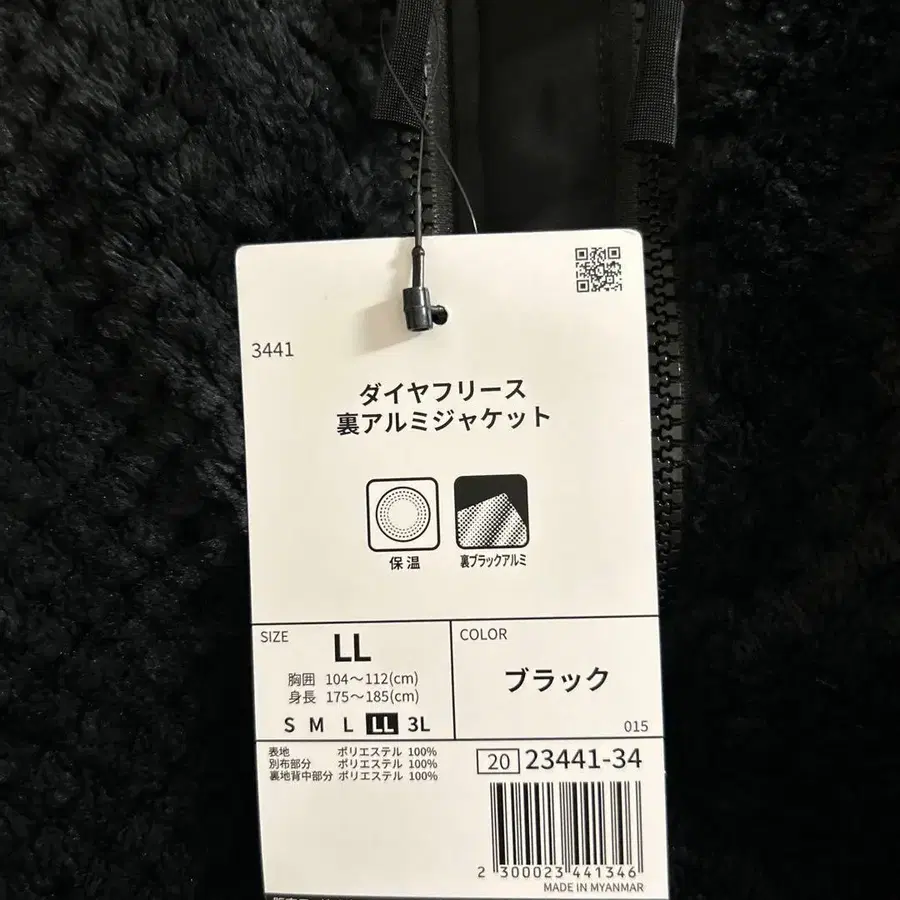 3441
ダイヤフリース
裏アルミジャケット
保温
裏ブラックアルミ
SIZE
LL
胸囲 104～112(cm)
身長 175～185(cm)
S M L LL 3L
COLOR
ブラック
015
表地 ポリエステル 100%
別布部分 ポリエステル 100%
裏地背中部分 ポリエステル 100%
20 23441-34
2 300023 441346
MADE IN MYANMAR